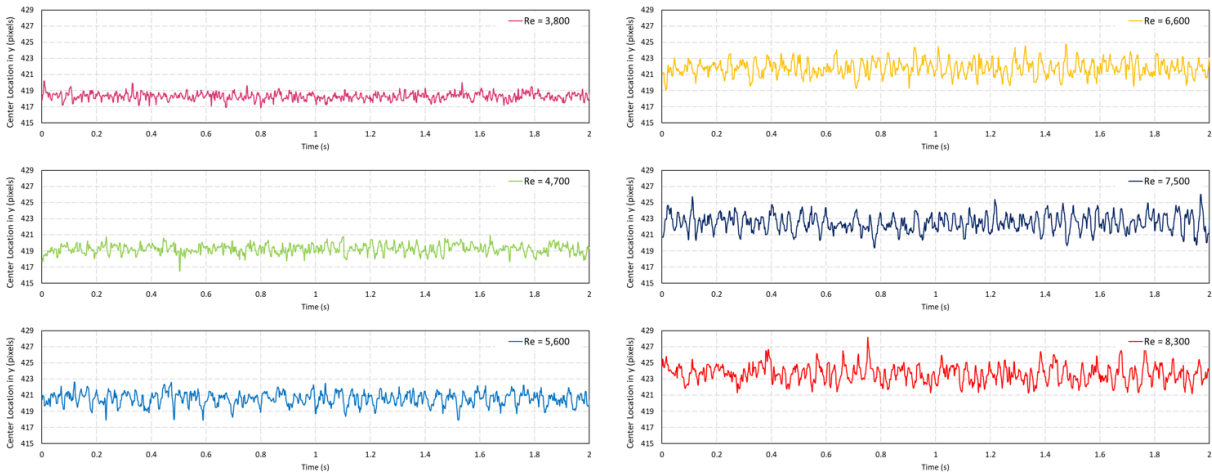 Re = 3,800
Center Location in y (pixels)
429
427
425
423
421
419
417
415
0 0.2 0.4 0.6 0.8 1 1.2 1.4 1.6 1.8 2
Time (s)
Re = 6,600
Center Location in y (pixels)
429
427
425
423
421
419
417
415
0 0.2 0.4 0.6 0.8 1 1.2 1.4 1.6 1.8 2
Time (s)
Re = 4,700
Center Location in y (pixels)
429
427
425
423
421
419
417
415
0 0.2 0.4 0.6 0.8 1 1.2 1.4 1.6 1.8 2
Time (s)
Re = 7,500
Center Location in y (pixels)
429
427
425
423
421
419
417
415
0 0.2 0.4 0.6 0.8 1 1.2 1.4 1.6 1.8 2
Time (s)
Re = 5,600
Center Location in y (pixels)
429
427
425
423
421
419
417
415
0 0.2 0.4 0.6 0.8 1 1.2 1.4 1.6 1.8 2
Time (s)
Re = 8,300
Center Location in y (pixels)
429
427
425
423
421
419
417
415
0 0.2 0.4 0.6 0.8 1 1.2 1.4 1.6 1.8 2
Time (s)